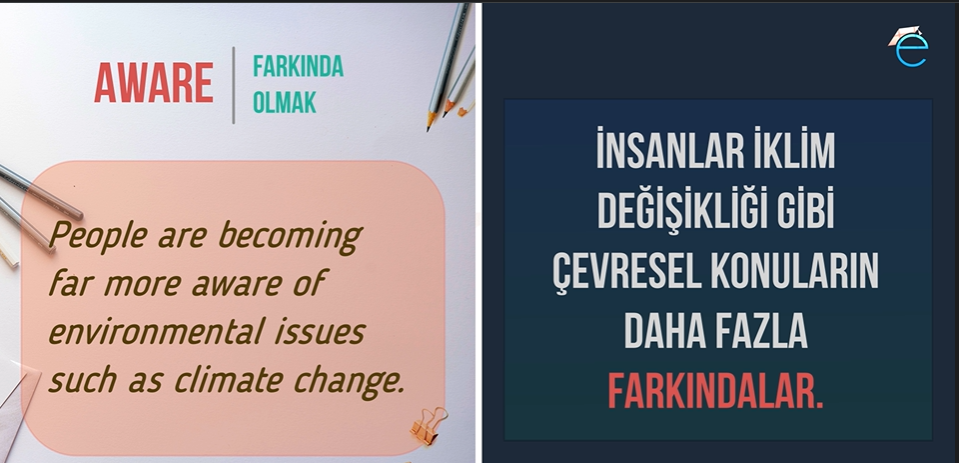 AWARE
FARKINDA
OLMAK
People are becoming
far more aware of
environmental issues
such as climate change.
e
İNSANLAR İKLİM
DEĞİŞİKLİĞİ GİBİ
ÇEVRESEL KONULARIN
DAHA FAZLA
FARKINDALAR.